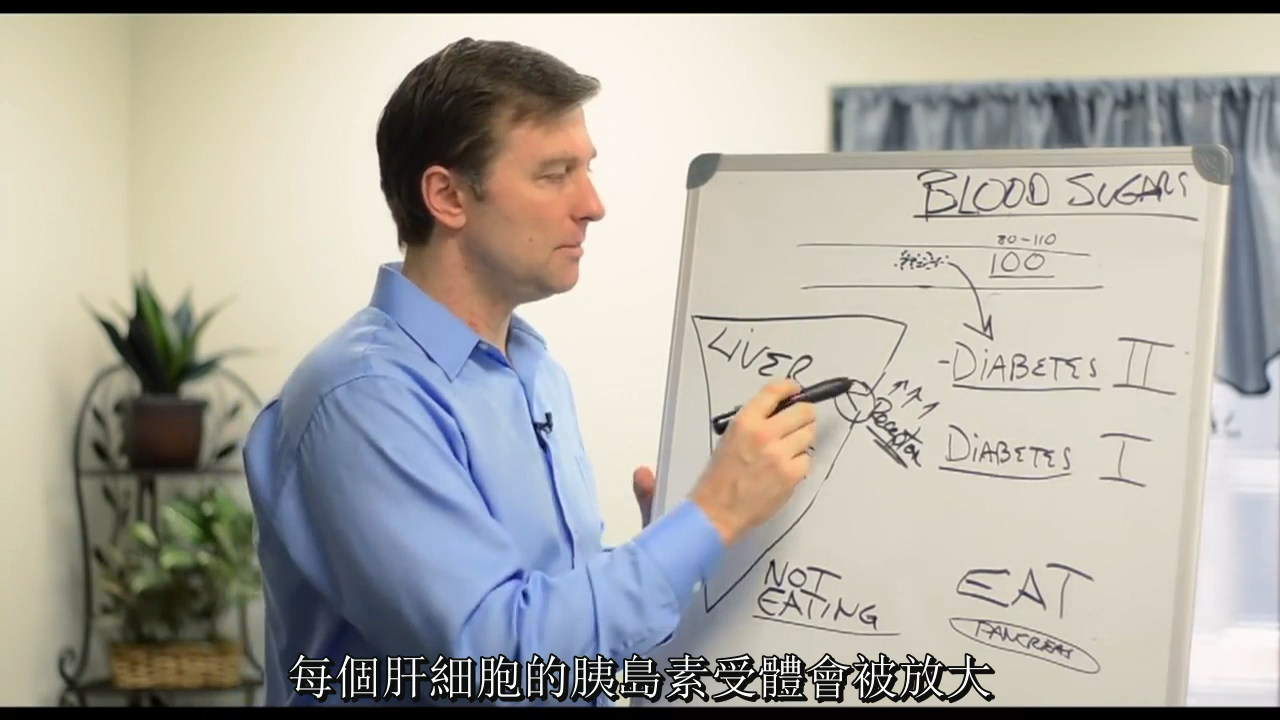 BLOOD SUGARS
80-110
100
LIVER
-DIABETES II
Receptor
DIABETES I
NOT
EATING
EAT
PANCREAS
每個肝細胞的胰島素受體會被放大